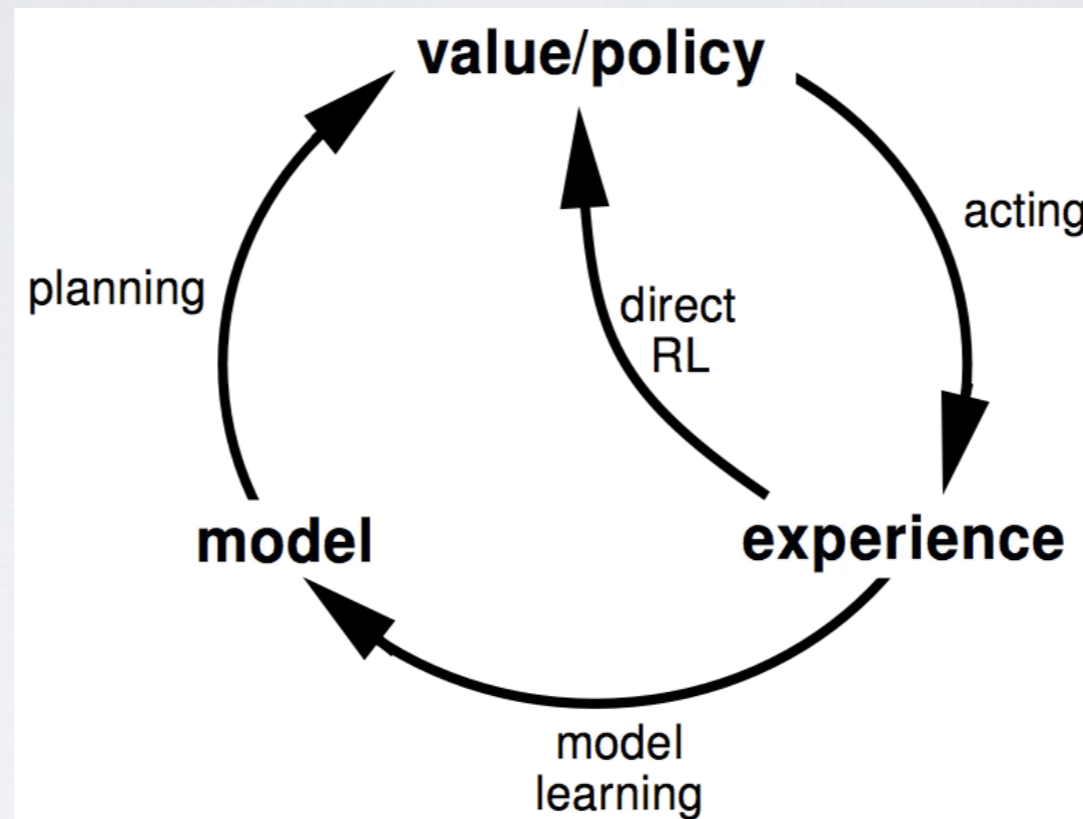 value/policy
acting
planning
direct
RL
model
experience
model
learning